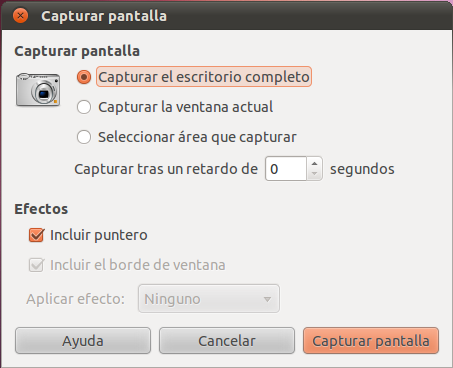 Capturar pantalla
Capturar pantalla
Capturar el escritorio completo
Capturar la ventana actual
Seleccionar área que capturar
Capturar tras un retardo de 0 segundos
Efectos
Incluir puntero
Incluir el borde de ventana
Aplicar efecto: Ninguno
Ayuda Cancelar Capturar pantalla